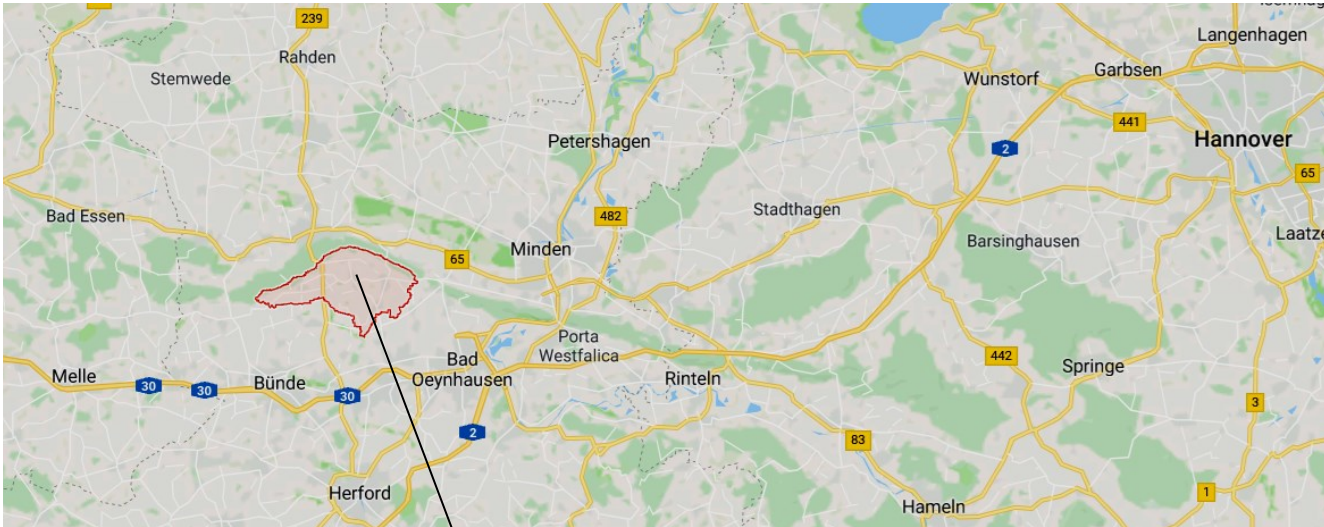 239
Langenhagen
Rahden
Stemwede
Wunstorf
Garbsen
441
Petershagen
2
Hannover
65
Bad Essen
482
Stadthagen
Minden
65
Barsinghausen
Porta
Westfalica
Bad
Oeynhausen
442
Springe
Melle
30
30
Bünde
30
Rinteln
3
2
83
Herford
1
Hameln